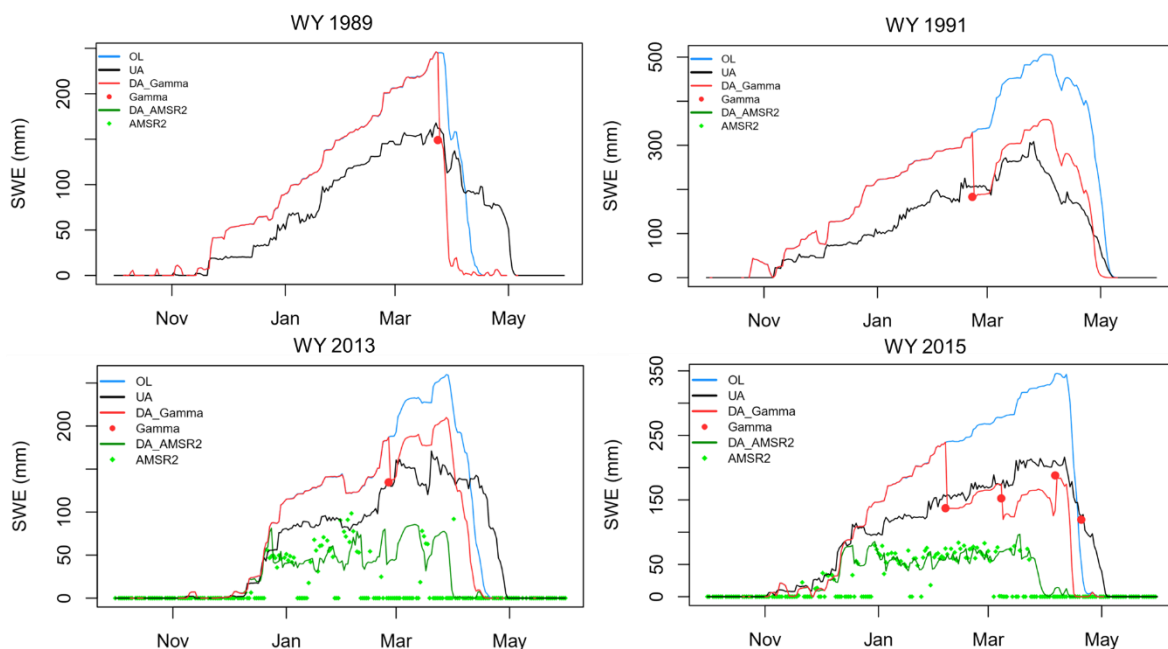 WY 1989
OL
UA
DA_Gamma
Gamma
DA_AMSR2
AMSR2
SWE (mm)
0
50
100
200
Nov
Jan
Mar
May
WY 1991
OL
UA
DA_Gamma
Gamma
DA_AMSR2
AMSR2
SWE (mm)
0
100
300
500
Nov
Jan
Mar
May
WY 2013
OL
UA
DA_Gamma
Gamma
DA_AMSR2
AMSR2
SWE (mm)
0
50
100
200
Nov
Jan
Mar
May
WY 2015
OL
UA
DA_Gamma
Gamma
DA_AMSR2
AMSR2
SWE (mm)
0
50
150
250
350
Nov
Jan
Mar
May